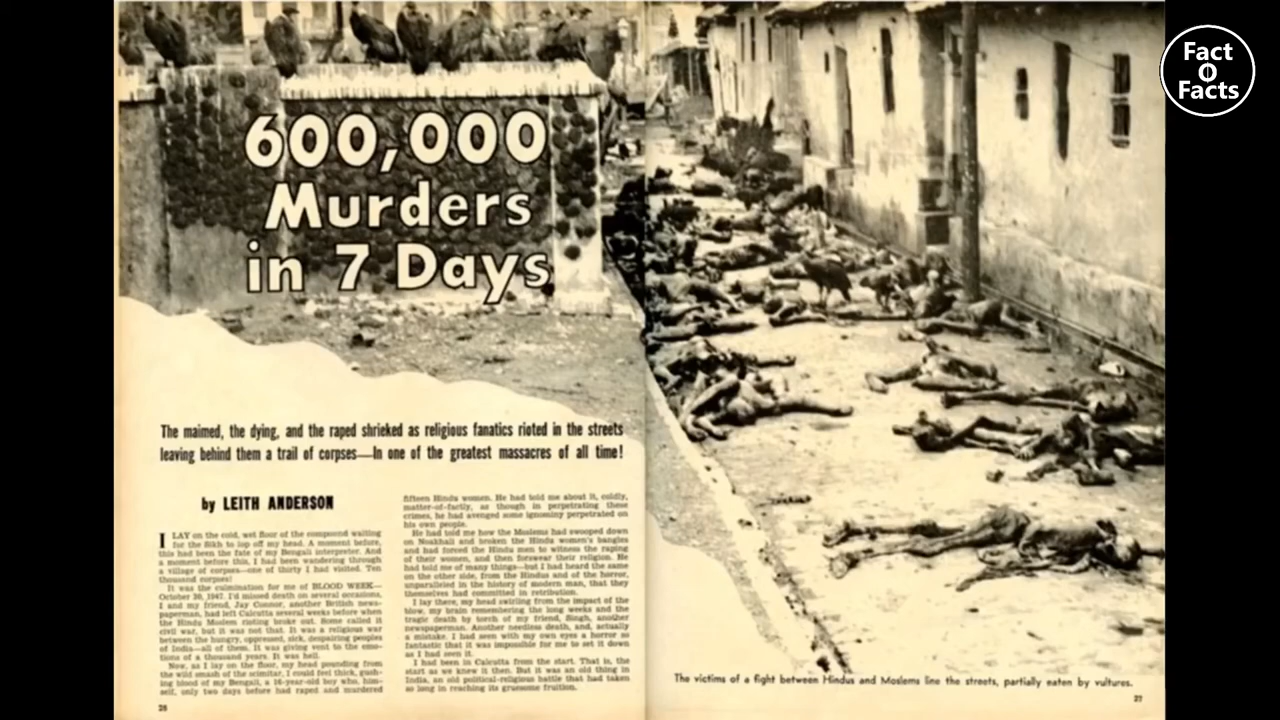 Fact
O
Facts
600,000
Murders
in 7 Days
The maimed, the dying, and the raped shrieked as religious fanatics rioted in the streets
leaving behind them a trail of corpses—In one of the greatest massacres of all time!
by LEITH ANDERSON
I LAY on the cold, wet floor of the compound waiting
for the Sikh to lop off my head. A moment before,
this had been the fate of my Bengali interpreter. And
a moment before this, I had been wandering through
a village of corpses—one of thirty I had visited. Ten
thousand corpses!
It was the culmination for me of BLOOD WEEK—
October 30, 1947. I'd missed death on several occasions,
I and my friend, Jay Connor, another British news-
paperman, had left Calcutta several weeks before when
the Hindu Moslem rioting broke out. Some called it
civil war, but it was not that. It was a religious war
between the hungry, oppressed, sick, despairing peoples
of India—all of them. It was giving vent to the emo-
tions of a thousand years. It was hell.
Now, as I lay on the floor, my head pounding from
the wild smash of the scimitar, I could feel thick, gush-
ing blood of my Bengali, a 16-year-old boy who, him-
self, only two days before had raped and murdered
28
fifteen Hindu women. He had told me about it, coldly,
matter-of-factly, as though in perpetrating these
crimes, he had avenged some ignominy perpetrated on
his own people.
He had told me how the Moslems had swooped down
on Noakhali and broken the Hindu women's bangles
and had forced the Hindu men to witness the raping
of their women, and then forswear their religion. He
had told me of many things—but I had heard the same
on the other side, from the Hindus and of the horror,
unparalleled in the history of modern man, that they
themselves had committed in retribution.
I lay there, my head swirling from the impact of the
blow, my brain remembering the long weeks and the
tragic death by torch of my friend, Singh, another
newspaperman. Another needless death, and, actually
a mistake. I had seen with my own eyes a horror so
fantastic that it was impossible for me to set it down
as I had seen it.
I had been in Calcutta from the start. That is, the
start as we knew it then. But it was an old thing in
India, an old political-religious battle that had taken
so long in reaching its gruesome fruition.
The victims of a fight between Hindus and Moslems line the streets, partially eaten by vultures.
27